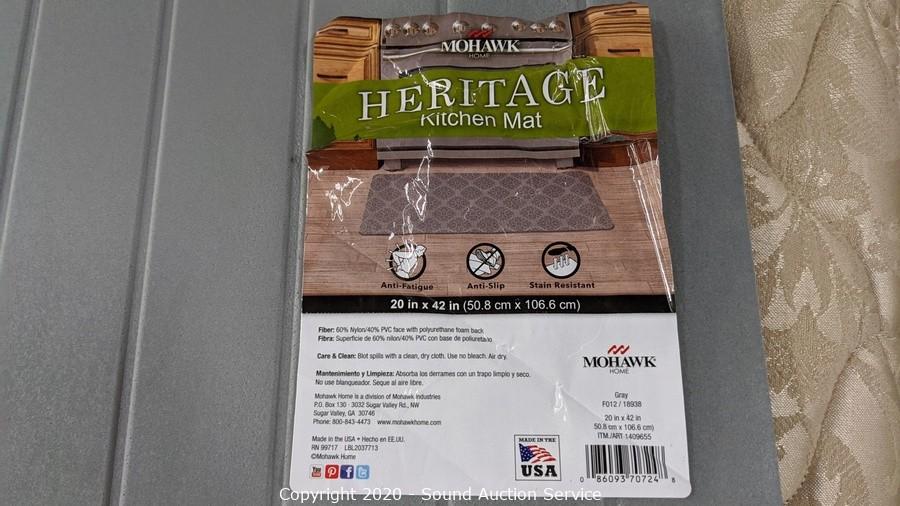 MOHAWK
HOME
HERITAGE
Kitchen Mat
Anti-Fatigue
Anti-Slip
Stain Resistant
20 in x 42 in (50.8 cm x 106.6 cm)
Fiber: 60% Nylon/40% PVC face with polyurethane foam back
Fibra: Superficie de 60% nilon/40% PVC con base de poliuretano
Care & Clean: Blot spills with a clean, dry cloth. Use no bleach. Air dry.
Mantenimiento y Limpieza: Absorba los derrames con un trapo limpio y seco.
No use blanqueador. Seque al aire libre.
Mohawk Home is a division of Mohawk Industries
P.O. Box 130 · 3032 Sugar Valley Rd., NW
Sugar Valley, GA 30746
Phone: 800-843-4473 www.mohawkhome.com
Made in the USA • Hecho en EE.UU.
RN 99717 LBL2037713
©Mohawk Home
You
Tube
MADE IN THE
USA
MOHAWK
HOME
Gray
F012 / 18938
20 in x 42 in
50.8 cm x 106.6 cm)
ITM./ART. 1409655
0 86093 70724 8
Copyright 2020 - Sound Auction Service